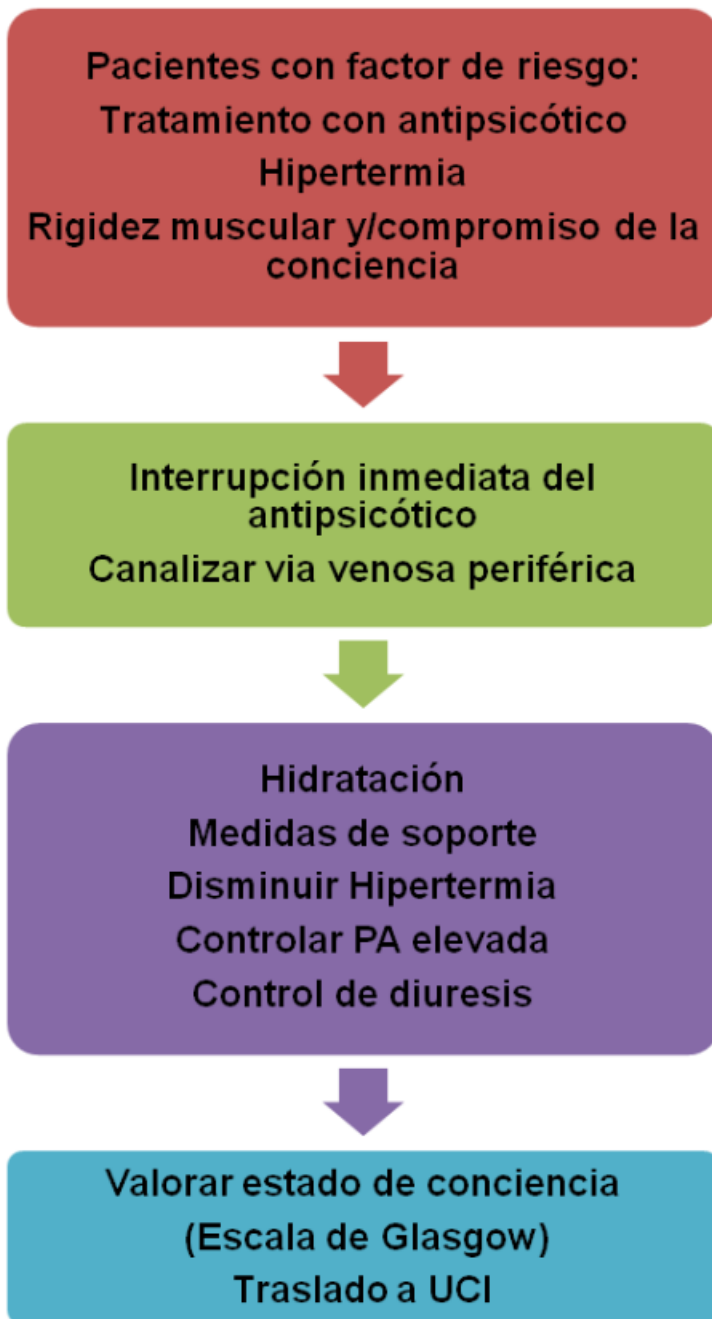 Pacientes con factor de riesgo:
Tratamiento con antipsicótico
Hipertermia
Rigidez muscular y/compromiso de la
conciencia
Interrupción inmediata del
antipsicótico
Canalizar via venosa periférica
Hidratación
Medidas de soporte
Disminuir Hipertermia
Controlar PA elevada
Control de diuresis
Valorar estado de conciencia
(Escala de Glasgow)
Traslado a UCI